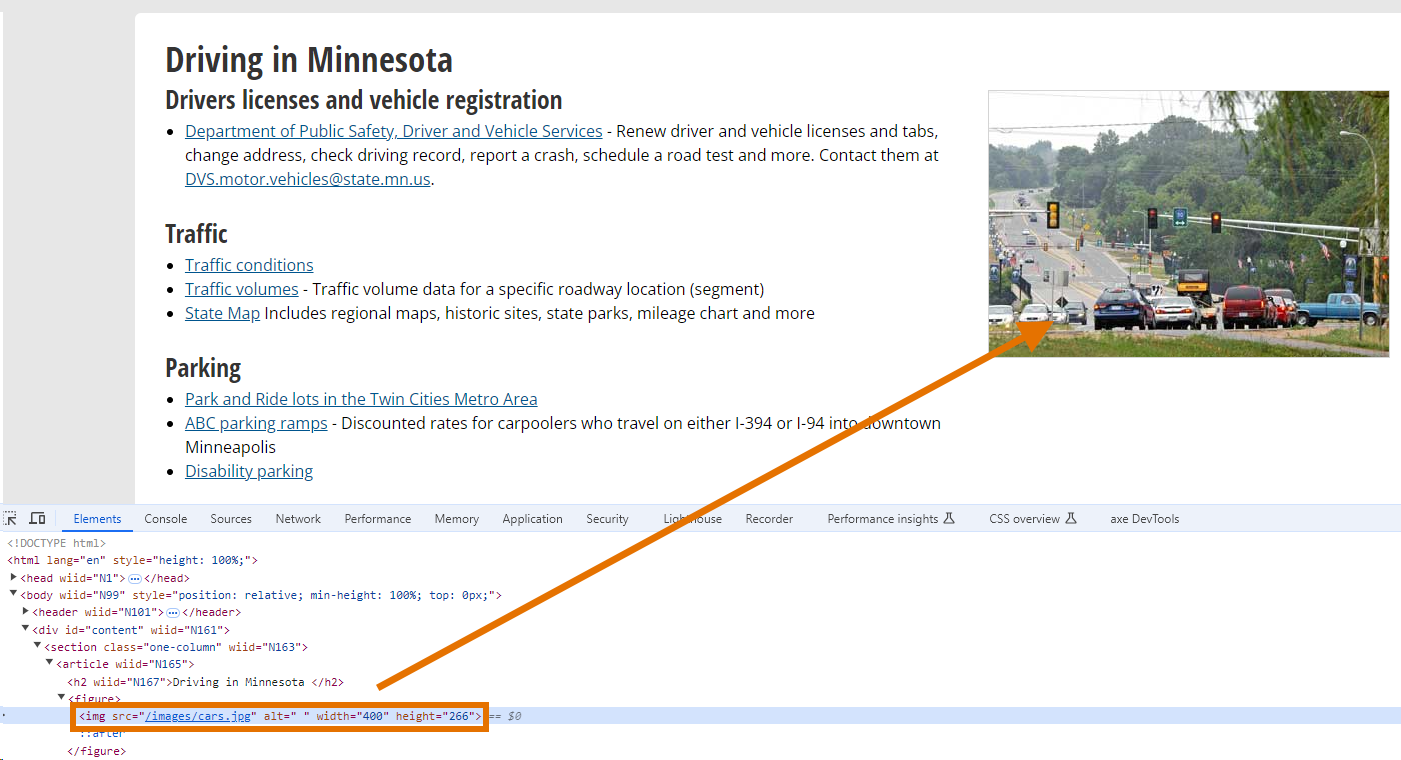 Driving in Minnesota
Drivers licenses and vehicle registration
Department of Public Safety, Driver and Vehicle Services - Renew driver and vehicle licenses and tabs,
change address, check driving record, report a crash, schedule a road test and more. Contact them at
DVS.motor.vehicles@state.mn.us.
Traffic
Traffic conditions
Traffic volumes - Traffic volume data for a specific roadway location (segment)
State Map Includes regional maps, historic sites, state parks, mileage chart and more
Parking
Park and Ride lots in the Twin Cities Metro Area
ABC parking ramps - Discounted rates for carpoolers who travel on either I-394 or I-94 into downtown
Minneapolis
Disability parking
Elements Console Sources Network Performance Memory Application Security Lighthouse Recorder Performance insights CSS overview axe DevTools
<!DOCTYPE html>
<html lang="en" style="height: 100%;">
<head wiid="N1">…</head>
<body wiid="N99" style="position: relative; min-height: 100%; top: 0px;">
<header wiid="N101">…</header>
<div id="content" wiid="N161">
<section class="one-column" wiid="N163">
<article wiid="N165">
<h2 wiid="N167">Driving in Minnesota </h2>
<figure>
<img src="/images/cars.jpg" alt=" " width="400" height="266"> == $0
::after
</figure>